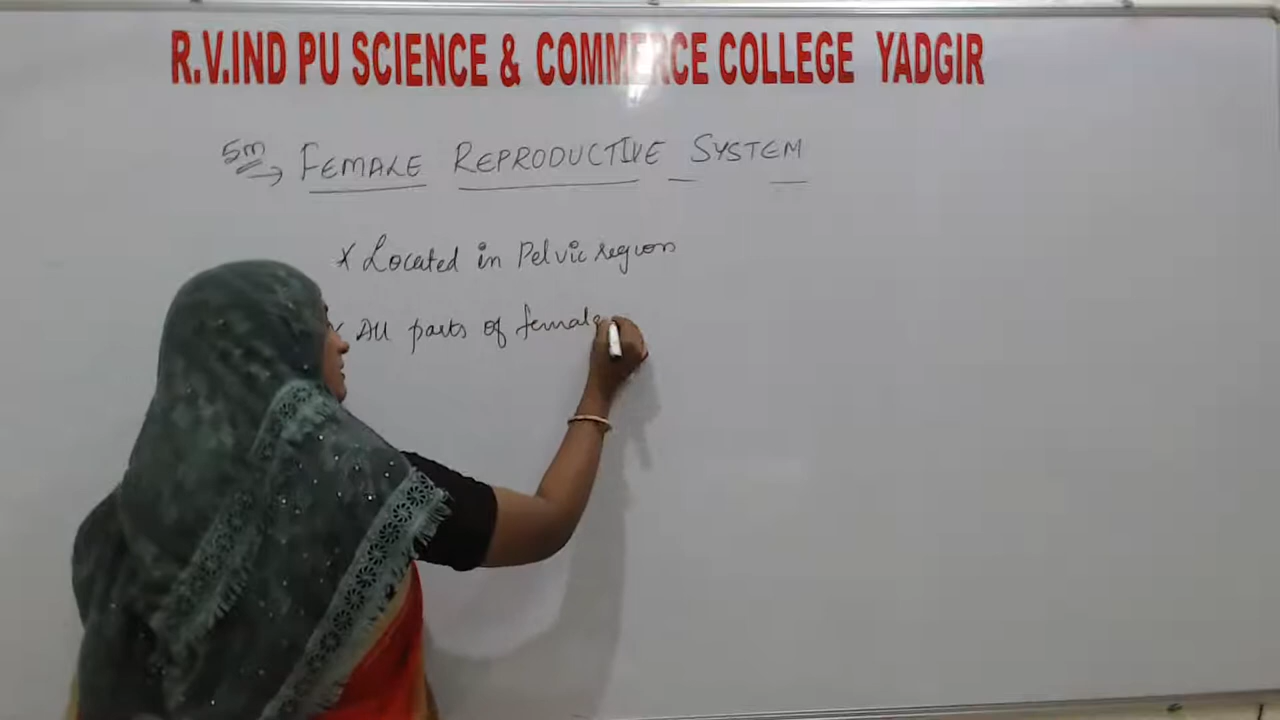 R.V.IND PU SCIENCE & COMMERCE COLLEGE YADGIR
5m → FEMALE REPRODUCTIVE SYSTEM
x Located in Pelvic region
x All parts of female